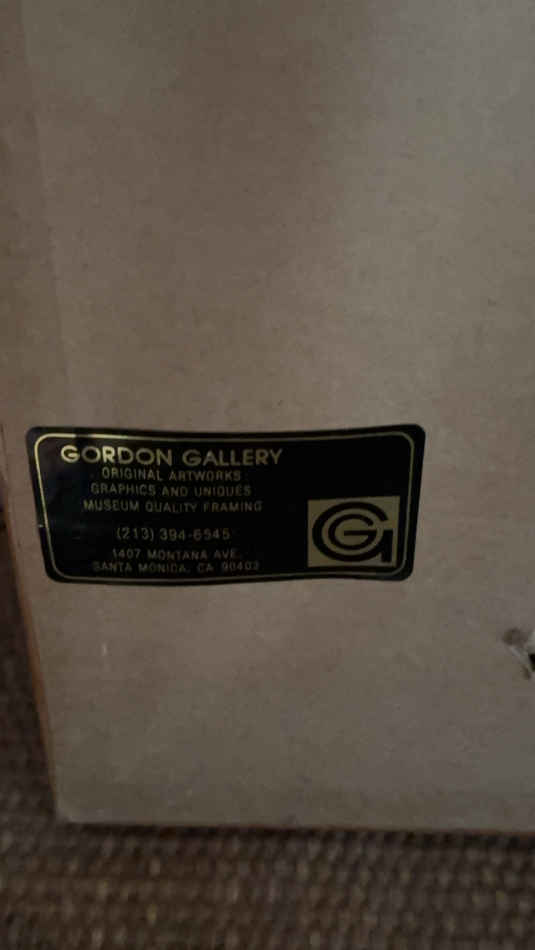 GORDON GALLERY
ORIGINAL ARTWORKS
GRAPHICS AND UNIQUES
MUSEUM QUALITY FRAMING
(213) 394-6545
1407 MONTANA AVE.
SANTA MONICA, CA 90403
G